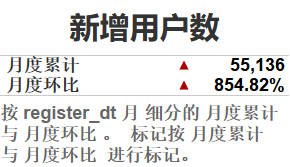 新增用户数
月度累计 ▲ 55,136
月度环比 ▲ 854.82%
按 register_dt 月 细分的 月度累计
与 月度环比 。 标记按 月度累计
与 月度环比 进行标记。